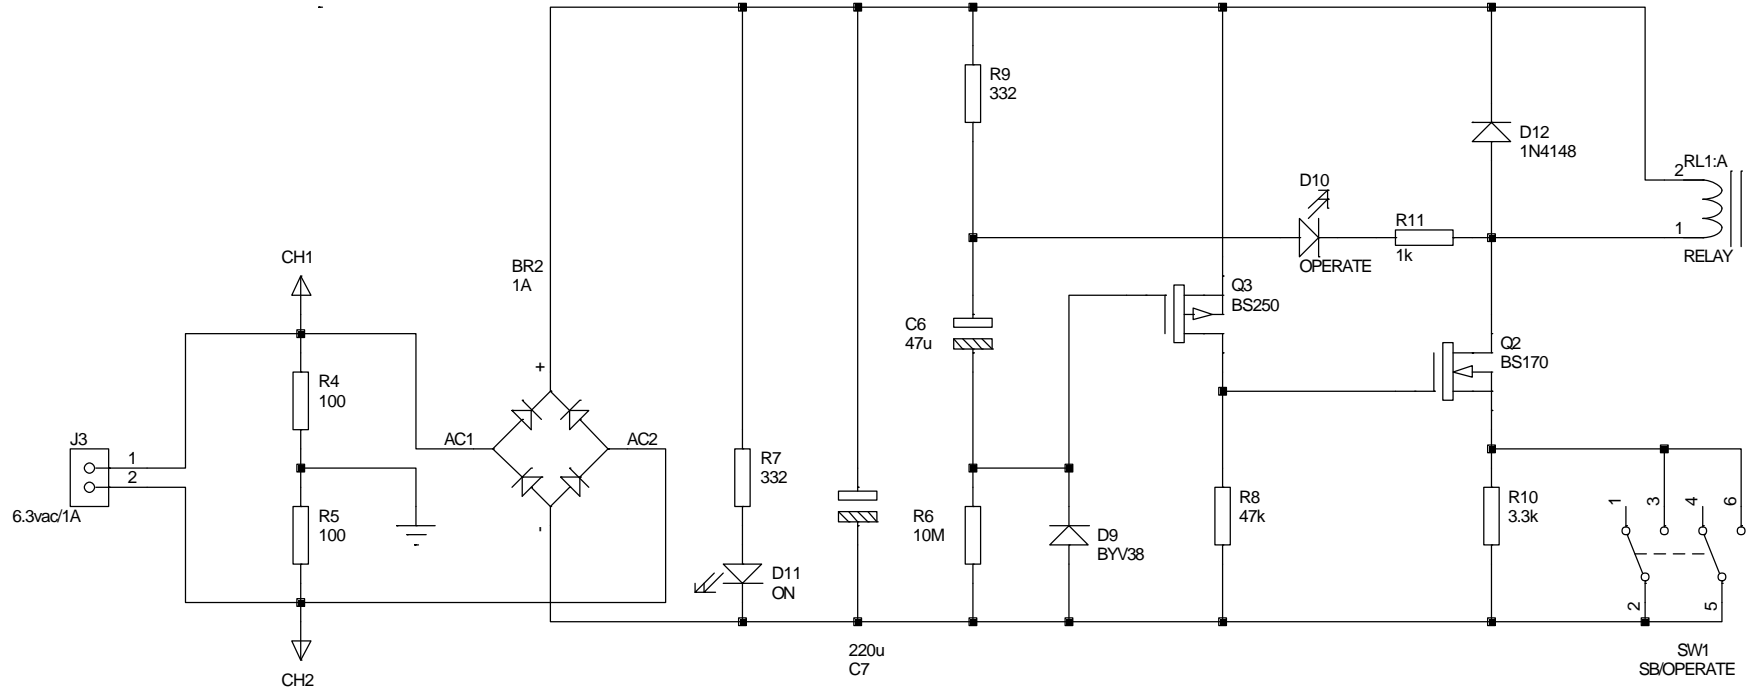 R9
332
D12
1N4148
RL1:A
2
D10
R11
1
1k
OPERATE
RELAY
CH1
BR2
1A
Q3
BS250
C6
47u
Q2
BS170
+
R4
100
J3
AC1
AC2
1
2
R7
332
6.3vac/1A
R5
100
R6
10M
D9
BYV38
R8
47k
R10
3.3k
1
3
4
6
-
D11
ON
2
5
220u
C7
CH2
SW1
SB/OPERATE